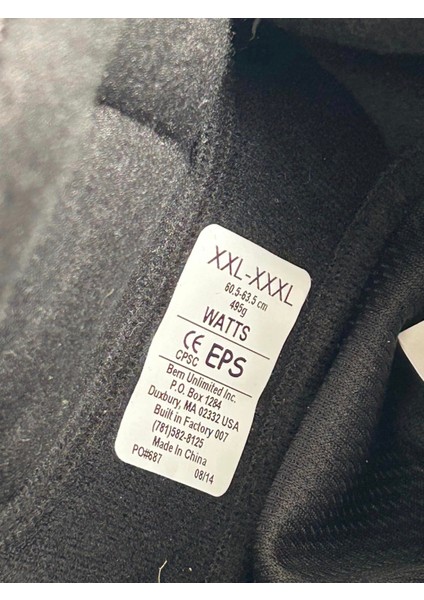 XXL-XXXL
60.5-63.5 cm
495g
WATTS
CE EPS
CPSC
Bern Unlimited Inc.
P.O. Box 1284
Duxbury, MA 02332 USA
Built in Factory 007
(781)582-8125
Made In China
PO#687 08/14